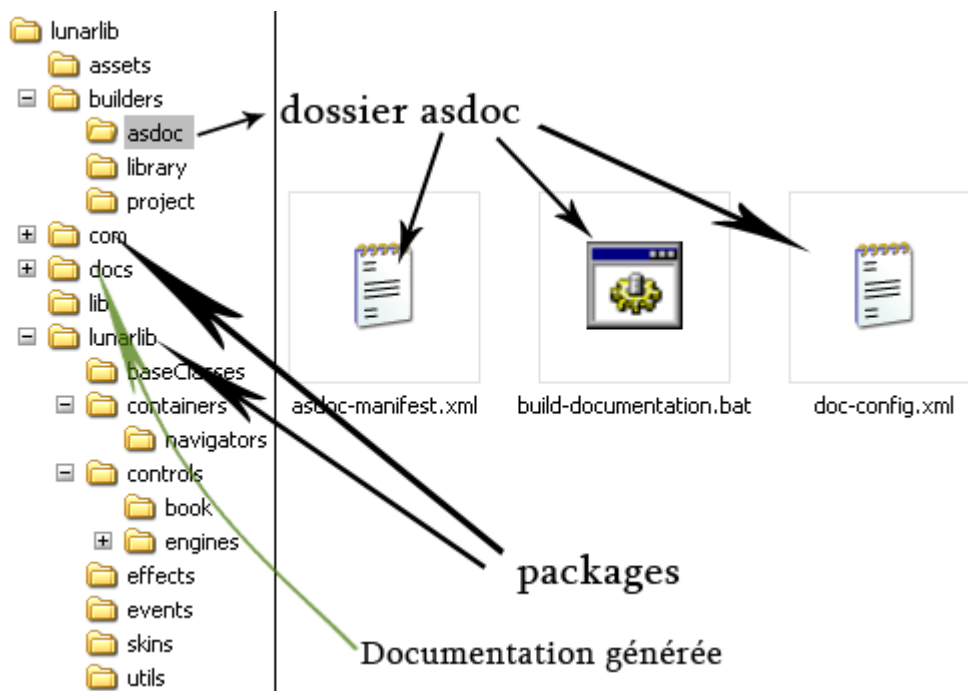 lunarlib
assets
builders
asdoc
library
project
com
docs
lib
lunarlib
baseClasses
containers
navigators
controls
book
engines
effects
events
skins
utils
dossier asdoc
asdoc-manifest.xml
build-documentation.bat
doc-config.xml
packages
Documentation générée